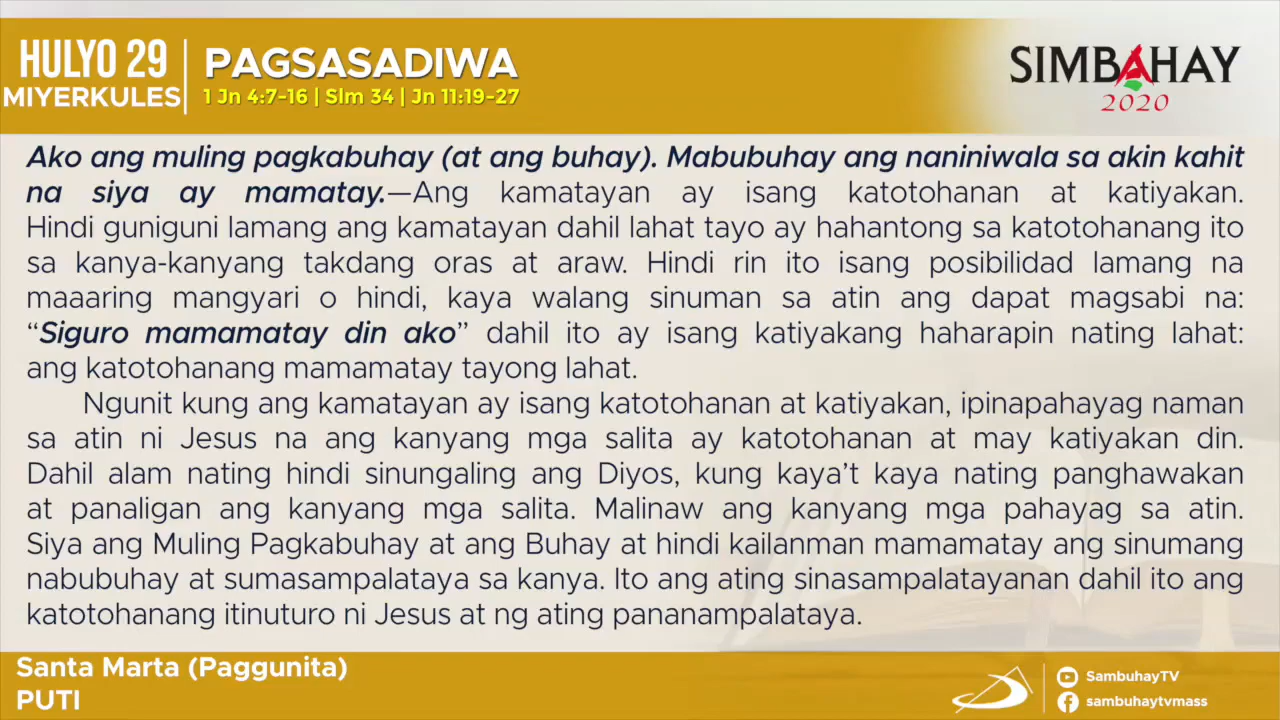 HULYO 29
MIYERKULES
PAGSASADIWA
1 Jn 4:7-16 | Slm 34 | Jn 11:19-27
SIMBAHAY
2020
Ako ang muling pagkabuhay (at ang buhay). Mabubuhay ang naniniwala sa akin kahit
na siya ay mamatay.—Ang kamatayan ay isang katotohanan at katiyakan.
Hindi guniguni lamang ang kamatayan dahil lahat tayo ay hahantong sa katotohanang ito
sa kanya-kanyang takdang oras at araw. Hindi rin ito isang posibilidad lamang na
maaaring mangyari o hindi, kaya walang sinuman sa atin ang dapat magsabi na:
“Siguro mamamatay din ako” dahil ito ay isang katiyakang haharapin nating lahat:
ang katotohanang mamamatay tayong lahat.
Ngunit kung ang kamatayan ay isang katotohanan at katiyakan, ipinapahayag naman
sa atin ni Jesus na ang kanyang mga salita ay katotohanan at may katiyakan din.
Dahil alam nating hindi sinungaling ang Diyos, kung kaya’t kaya nating panghawakan
at panaligan ang kanyang mga salita. Malinaw ang kanyang mga pahayag sa atin.
Siya ang Muling Pagkabuhay at ang Buhay at hindi kailanman mamamatay ang sinumang
nabubuhay at sumasampalataya sa kanya. Ito ang ating sinasampalatayanan dahil ito ang
katotohanang itinuturo ni Jesus at ng ating pananampalataya.
Santa Marta (Paggunita)
PUTI
SambuhayTV
sambuhaytvmass